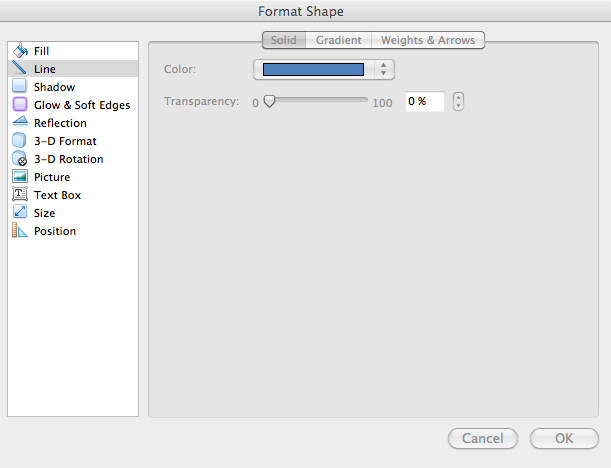 Format Shape
Fill
Line
Shadow
Glow & Soft Edges
Reflection
3-D Format
3-D Rotation
Picture
Text Box
Size
Position
Solid Gradient Weights & Arrows
Color:
Transparency: 0 100 0 %
Cancel OK